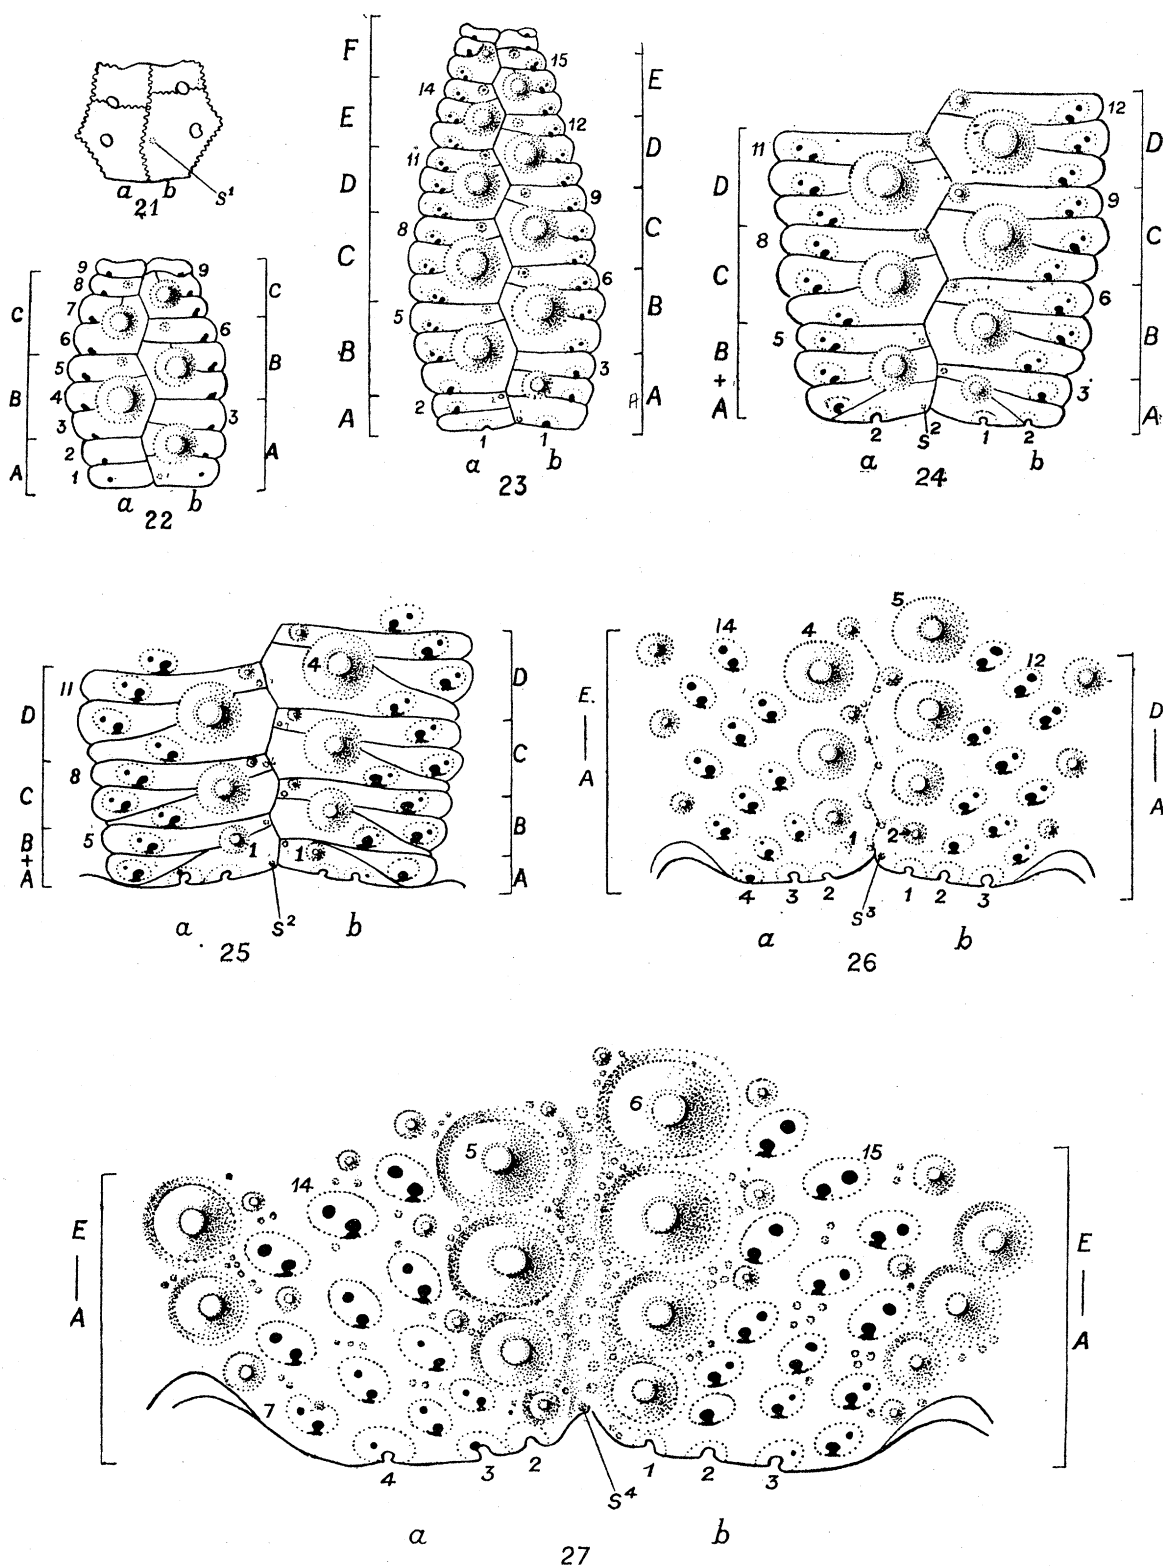 a b
21 S¹
9 9
8 C
C 7
6 6
5 B
B 4
3 3
2 A
A 1
a b
22
F 15 E
14
E 12 D
11
D 9 C
8
C 6 B
5
B 3 A
A 2
1 1
a b
23
12 D
11
D 9 C
8
C 6 B
5
B + A 3 A
2 S² 1 2
a b
24
4 D
11
D C
8
C B
5
B + A 1 1 A
a S² b
25
5
14 4 12
E — A D — A
1 2
4 3 2 S³ 1 2 3
a b
26
6
5 15
14
E — A E — A
7
4 3 2 1 2 3
S⁴
a b
27